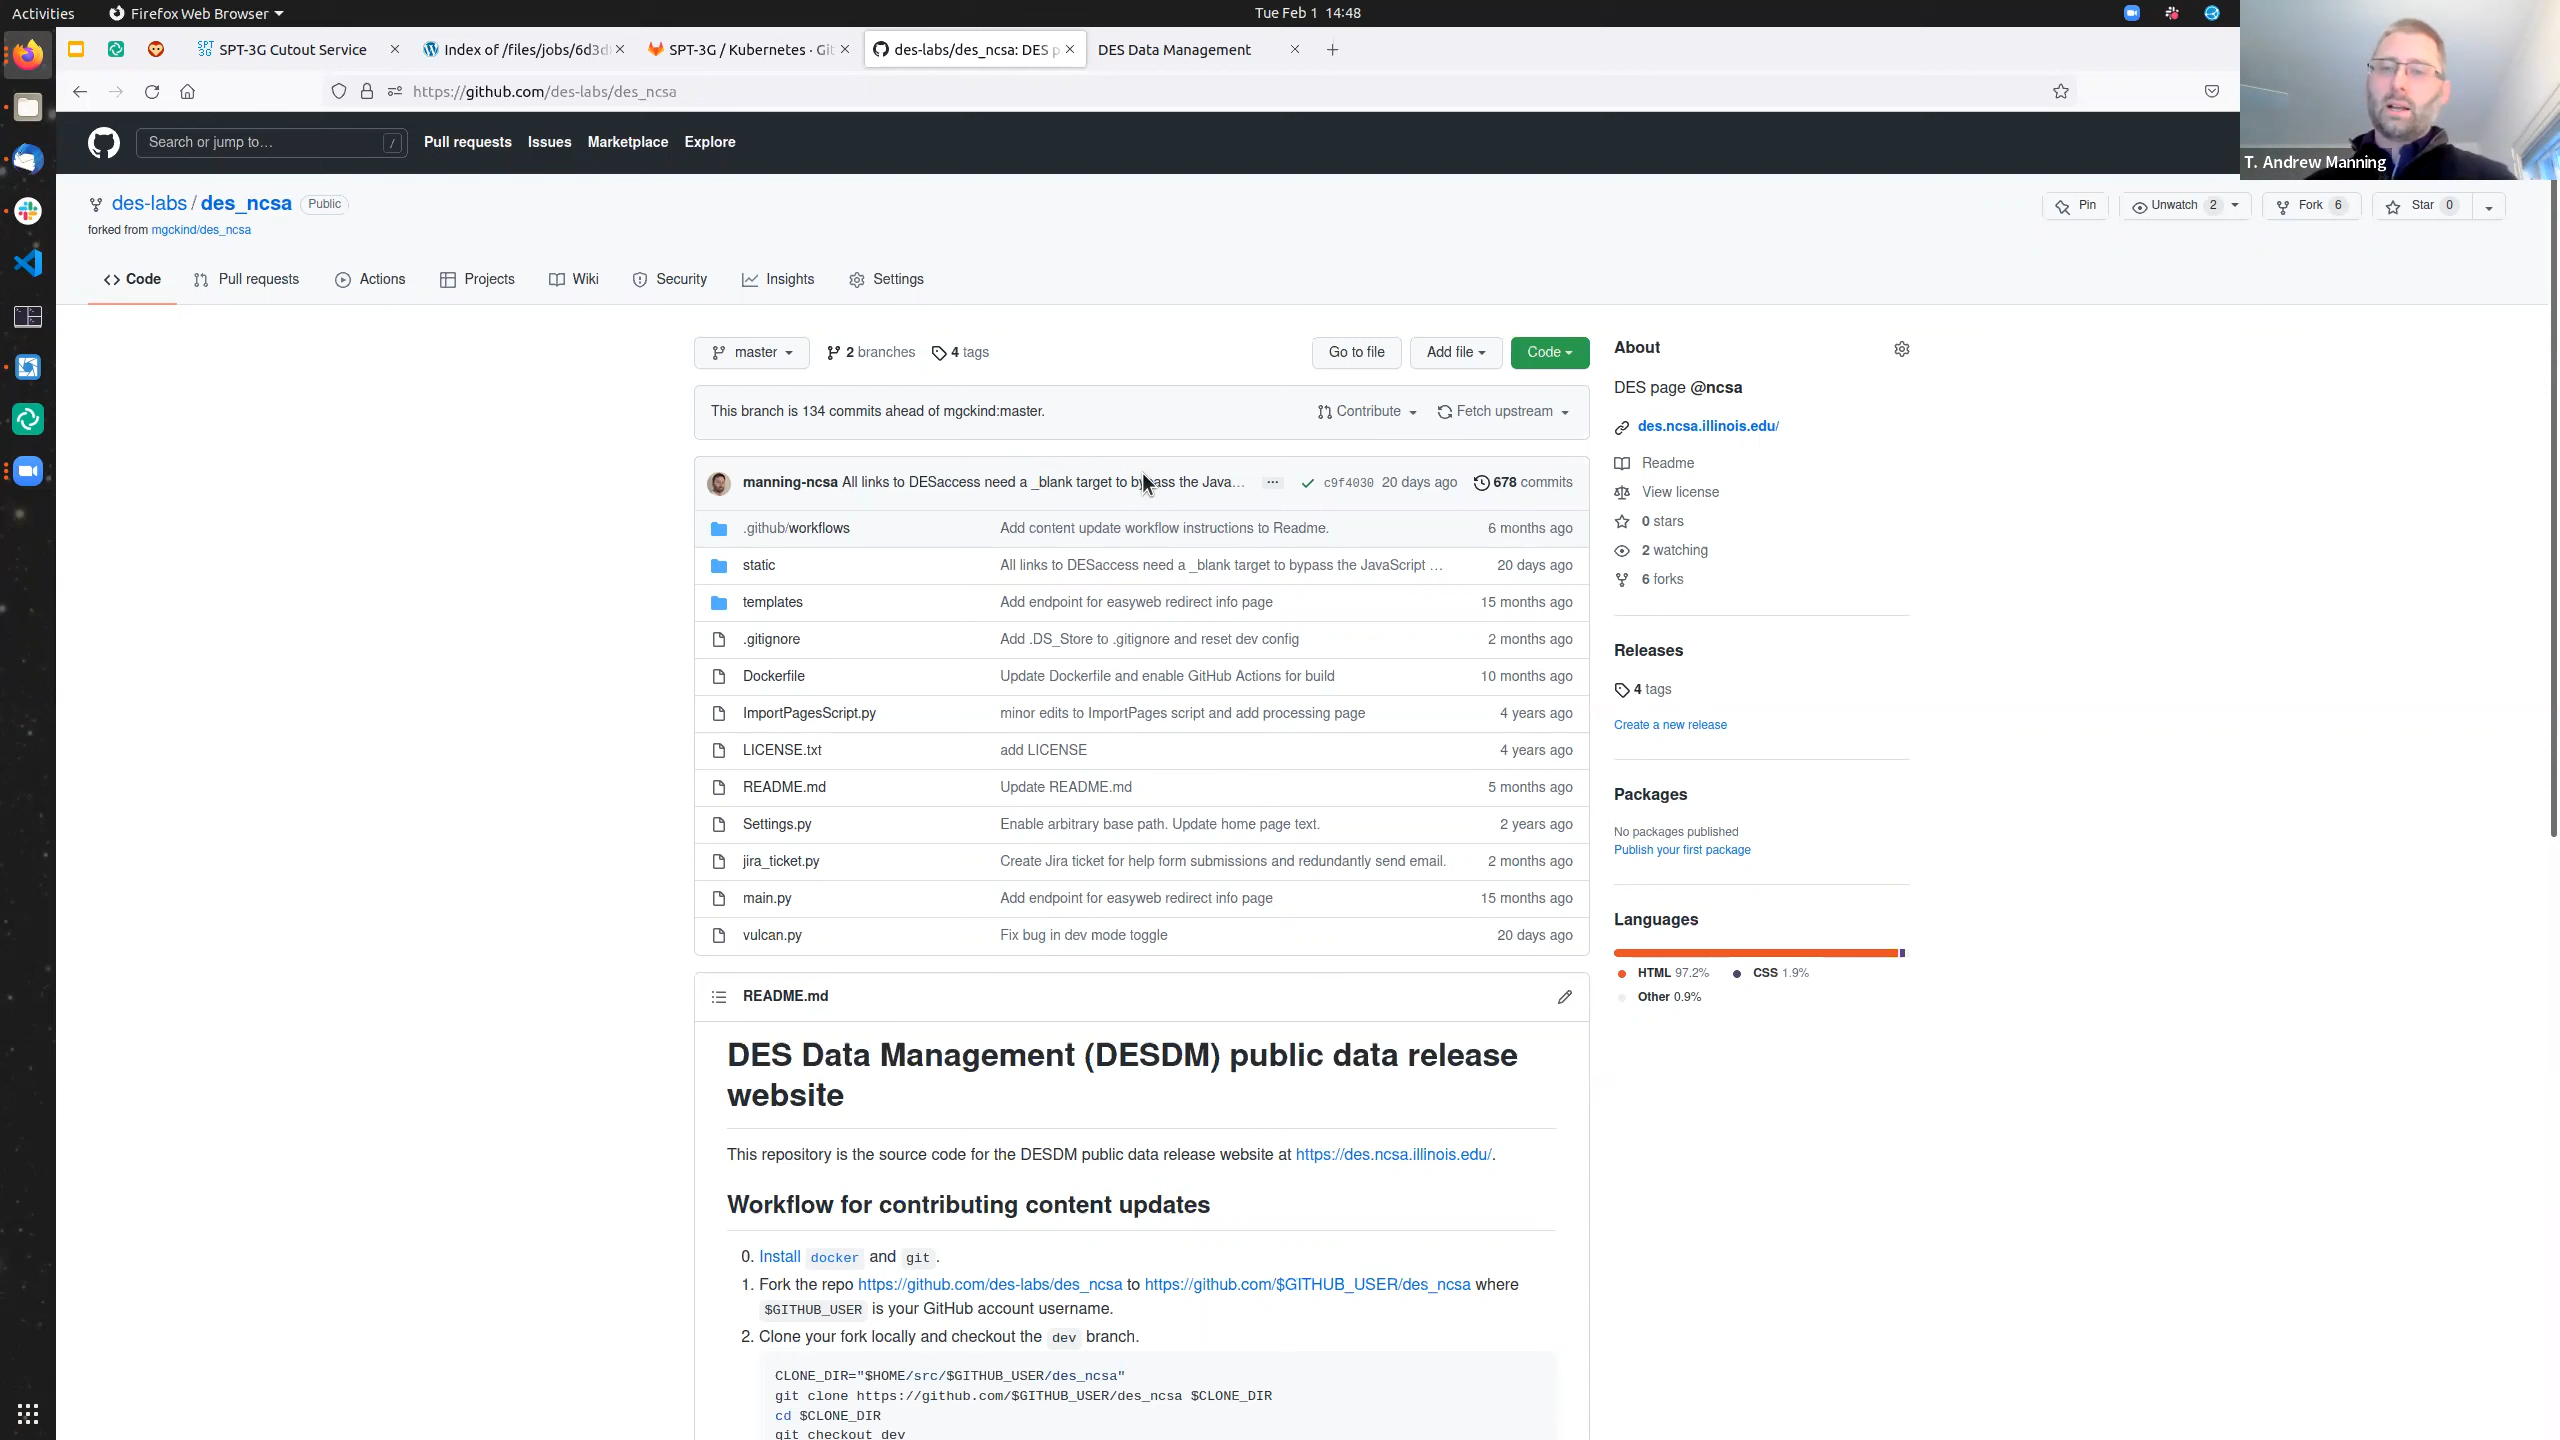 Activities
Firefox Web Browser
Tue Feb 1 14:48
SPT-3G Cutout Service
Index of /files/jobs/6d3d
SPT-3G / Kubernetes · Git
des-labs/des_ncsa: DES p
DES Data Management
https://github.com/des-labs/des_ncsa
T. Andrew Manning
Search or jump to…
/
Pull requests
Issues
Marketplace
Explore
des-labs / des_ncsa
Public
forked from mgckind/des_ncsa
Pin
Unwatch 2
Fork 6
Star 0
Code
Pull requests
Actions
Projects
Wiki
Security
Insights
Settings
master
2 branches
4 tags
Go to file
Add file
Code
This branch is 134 commits ahead of mgckind:master.
Contribute
Fetch upstream
manning-ncsa All links to DESaccess need a _blank target to bypass the Java…
c9f4030 20 days ago
678 commits
.github/workflows Add content update workflow instructions to Readme. 6 months ago
static All links to DESaccess need a _blank target to bypass the JavaScript … 20 days ago
templates Add endpoint for easyweb redirect info page 15 months ago
.gitignore Add .DS_Store to .gitignore and reset dev config 2 months ago
Dockerfile Update Dockerfile and enable GitHub Actions for build 10 months ago
ImportPagesScript.py minor edits to ImportPages script and add processing page 4 years ago
LICENSE.txt add LICENSE 4 years ago
README.md Update README.md 5 months ago
Settings.py Enable arbitrary base path. Update home page text. 2 years ago
jira_ticket.py Create Jira ticket for help form submissions and redundantly send email. 2 months ago
main.py Add endpoint for easyweb redirect info page 15 months ago
vulcan.py Fix bug in dev mode toggle 20 days ago
README.md
DES Data Management (DESDM) public data release
website
This repository is the source code for the DESDM public data release website at https://des.ncsa.illinois.edu/.
Workflow for contributing content updates
0. Install docker and git.
1. Fork the repo https://github.com/des-labs/des_ncsa to https://github.com/$GITHUB_USER/des_ncsa where
$GITHUB_USER is your GitHub account username.
2. Clone your fork locally and checkout the dev branch.
CLONE_DIR="$HOME/src/$GITHUB_USER/des_ncsa"
git clone https://github.com/$GITHUB_USER/des_ncsa $CLONE_DIR
cd $CLONE_DIR
git checkout dev
About
DES page @ncsa
des.ncsa.illinois.edu/
Readme
View license
0 stars
2 watching
6 forks
Releases
4 tags
Create a new release
Packages
No packages published
Publish your first package
Languages
HTML 97.2%
CSS 1.9%
Other 0.9%